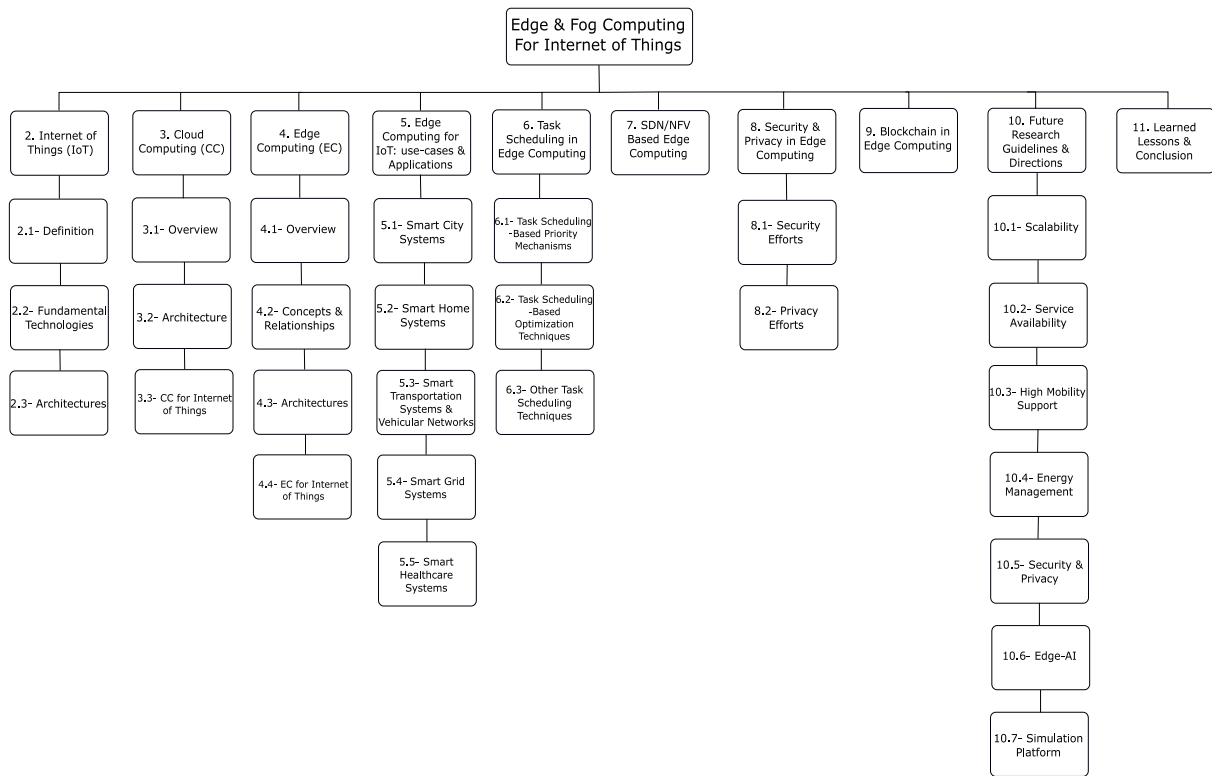 Edge & Fog Computing
For Internet of Things
2. Internet of
Things (IoT)
3. Cloud
Computing (CC)
4. Edge
Computing (EC)
5. Edge
Computing for
IoT: use-cases &
Applications
6. Task
Scheduling in
Edge Computing
7. SDN/NFV
Based Edge
Computing
8. Security &
Privacy in Edge
Computing
9. Blockchain in
Edge Computing
10. Future
Research
Guidelines &
Directions
11. Learned
Lessons &
Conclusion
2.1- Definition
3.1- Overview
4.1- Overview
5.1- Smart City
Systems
6.1- Task Scheduling
-Based Priority
Mechanisms
8.1- Security
Efforts
10.1- Scalability
2.2- Fundamental
Technologies
3.2- Architecture
4.2- Concepts &
Relationships
5.2- Smart Home
Systems
6.2- Task Scheduling
-Based
Optimization
Techniques
8.2- Privacy
Efforts
10.2- Service
Availability
2.3- Architectures
3.3- CC for Internet
of Things
4.3- Architectures
5.3- Smart
Transportation
Systems &
Vehicular Networks
6.3- Other Task
Scheduling
Techniques
10.3- High Mobility
Support
4.4- EC for Internet
of Things
5.4- Smart Grid
Systems
10.4- Energy
Management
5.5- Smart
Healthcare
Systems
10.5- Security &
Privacy
10.6- Edge-AI
10.7- Simulation
Platform